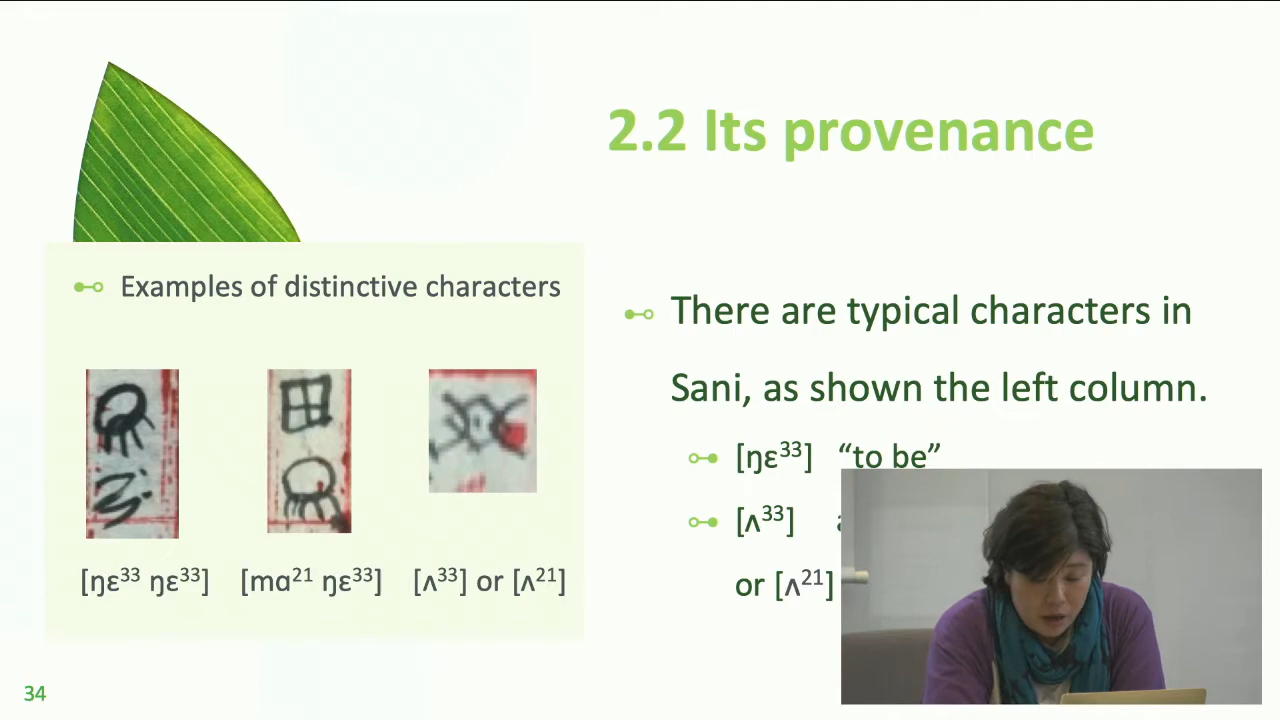 2.2 Its provenance
Examples of distinctive characters
[ŋɛ³³ ŋɛ³³] [mɑ²¹ ŋɛ³³] [ʌ³³] or [ʌ²¹]
There are typical characters in
Sani, as shown the left column.
[ŋɛ³³] “to be”
[ʌ³³]
or [ʌ²¹]
34